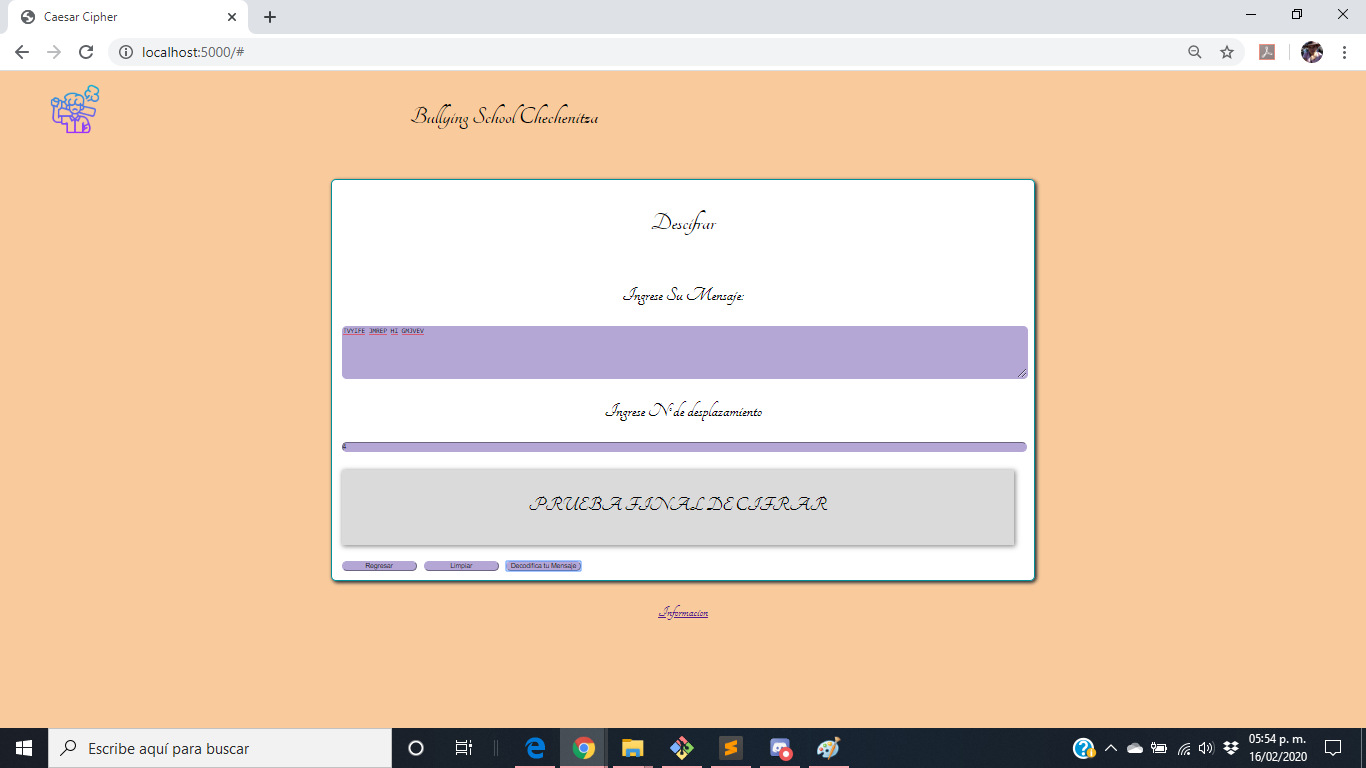 Caesar Cipher
localhost:5000/#
Bullying School Chechenitza
Descifrar
Ingrese Su Mensaje:
TVYIFE JMREP HI GMJVEV
Ingrese N° de desplazamiento
4
PRUEBA FINAL DE CIFRAR
Regresar Limpiar Decodifica tu Mensaje )
Informacion
Escribe aquí para buscar
05:54 p. m.
16/02/2020